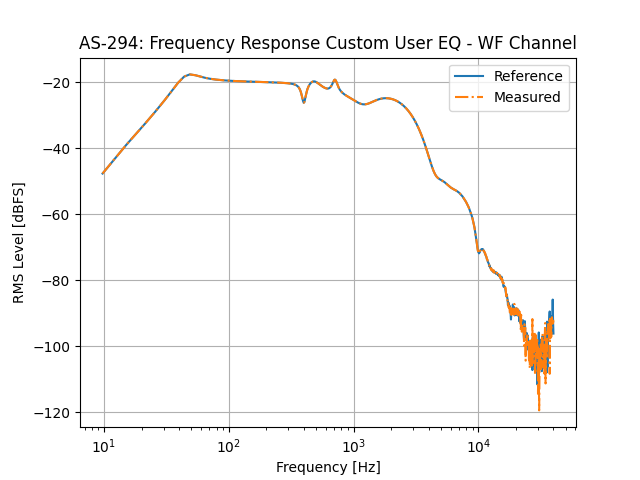 AS-294: Frequency Response Custom User EQ - WF Channel
Reference
Measured
RMS Level [dBFS]
−20
−40
−60
−80
−100
−120
10¹
10²
10³
10⁴
Frequency [Hz]